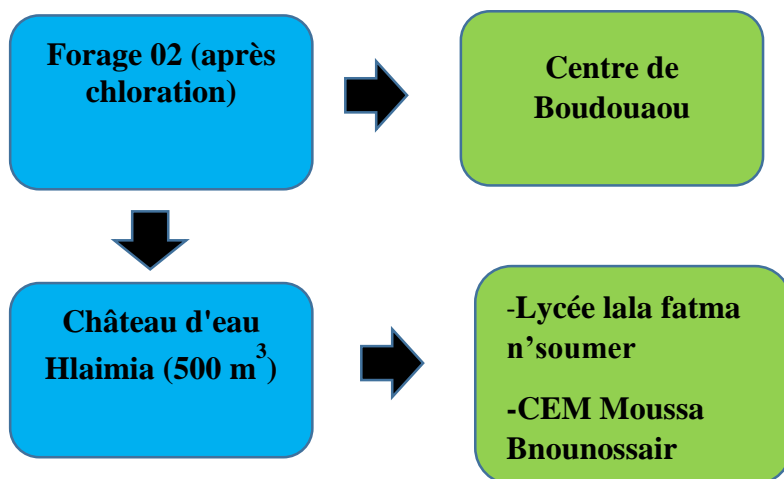 Forage 02 (après
chloration)
Centre de
Boudouaou
Château d'eau
Hlaimia (500 m³)
-Lycée lala fatma
n’soumer
-CEM Moussa
Bnounossair